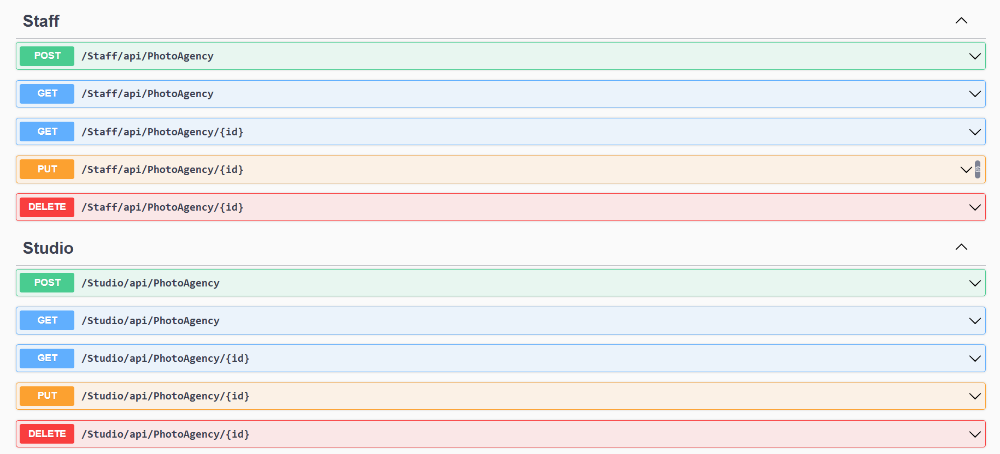 Staff
POST /Staff/api/PhotoAgency
GET /Staff/api/PhotoAgency
GET /Staff/api/PhotoAgency/{id}
PUT /Staff/api/PhotoAgency/{id}
DELETE /Staff/api/PhotoAgency/{id}
Studio
POST /Studio/api/PhotoAgency
GET /Studio/api/PhotoAgency
GET /Studio/api/PhotoAgency/{id}
PUT /Studio/api/PhotoAgency/{id}
DELETE /Studio/api/PhotoAgency/{id}